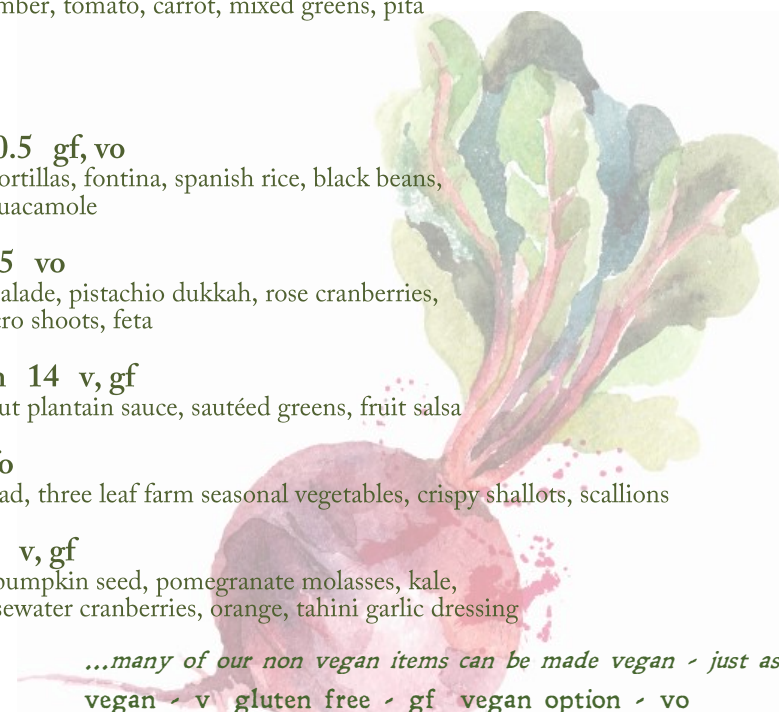 mber, tomato, carrot, mixed greens, pita
0.5 gf, vo
ortillas, fontina, spanish rice, black beans,
uacamole
5 vo
alade, pistachio dukkah, rose cranberries,
cro shoots, feta
14 v, gf
ut plantain sauce, sautéed greens, fruit salsa
o
ad, three leaf farm seasonal vegetables, crispy shallots, scallions
v, gf
pumpkin seed, pomegranate molasses, kale,
sewater cranberries, orange, tahini garlic dressing
...many of our non vegan items can be made vegan - just as
vegan - v gluten free - gf vegan option - vo